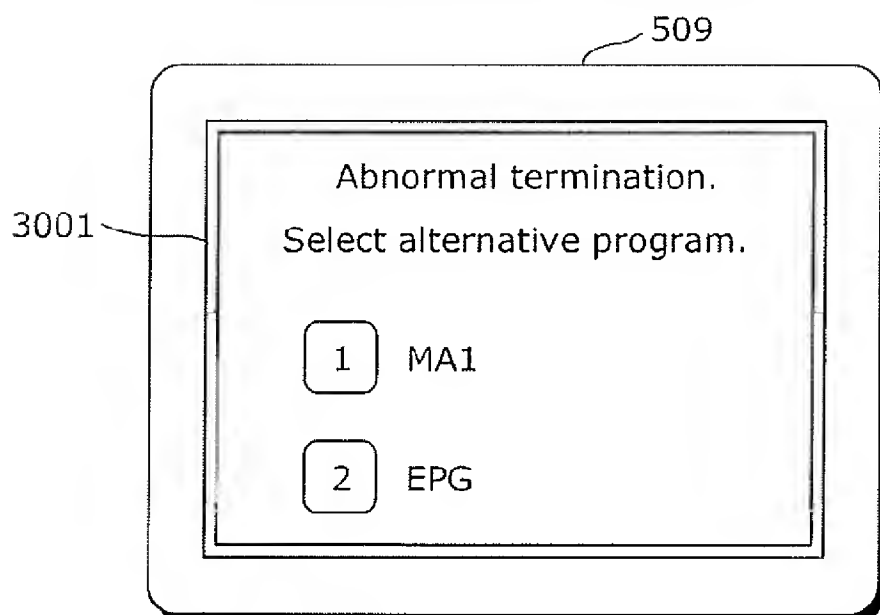 509
Abnormal termination.
3001
Select alternative program.
1 MA1
2 EPG